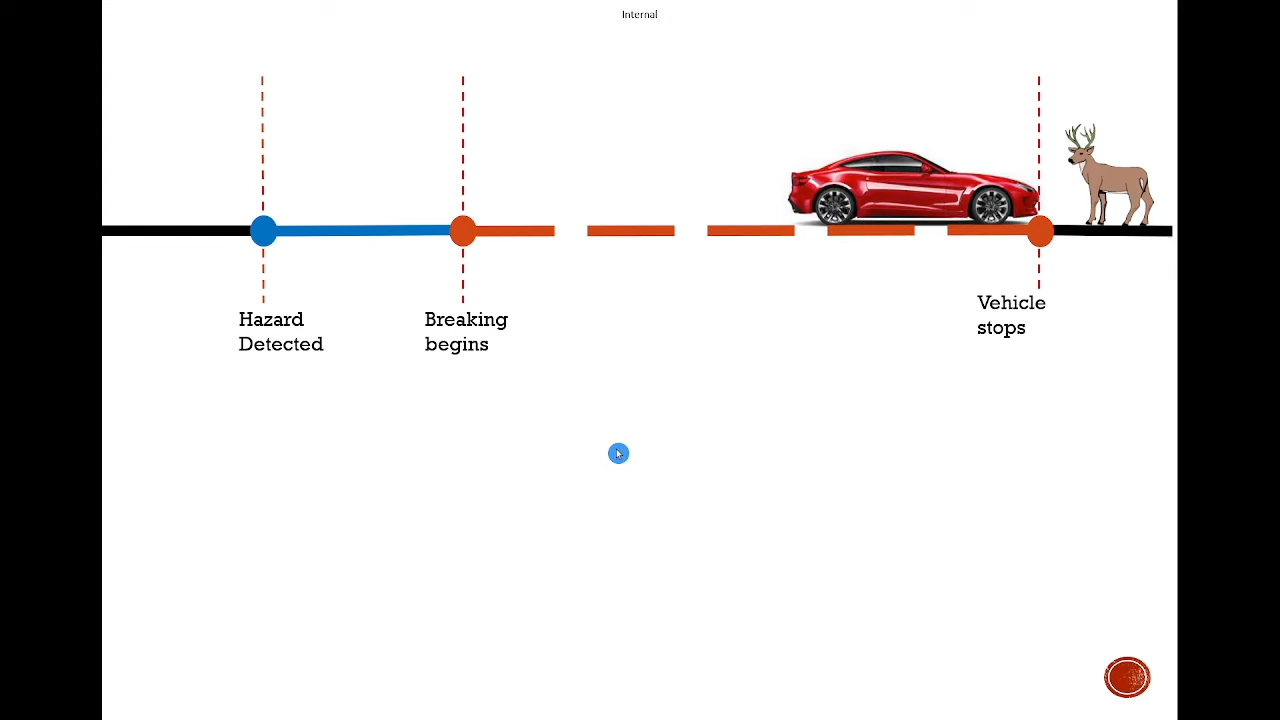 Internal
Hazard
Detected
Breaking
begins
Vehicle
stops